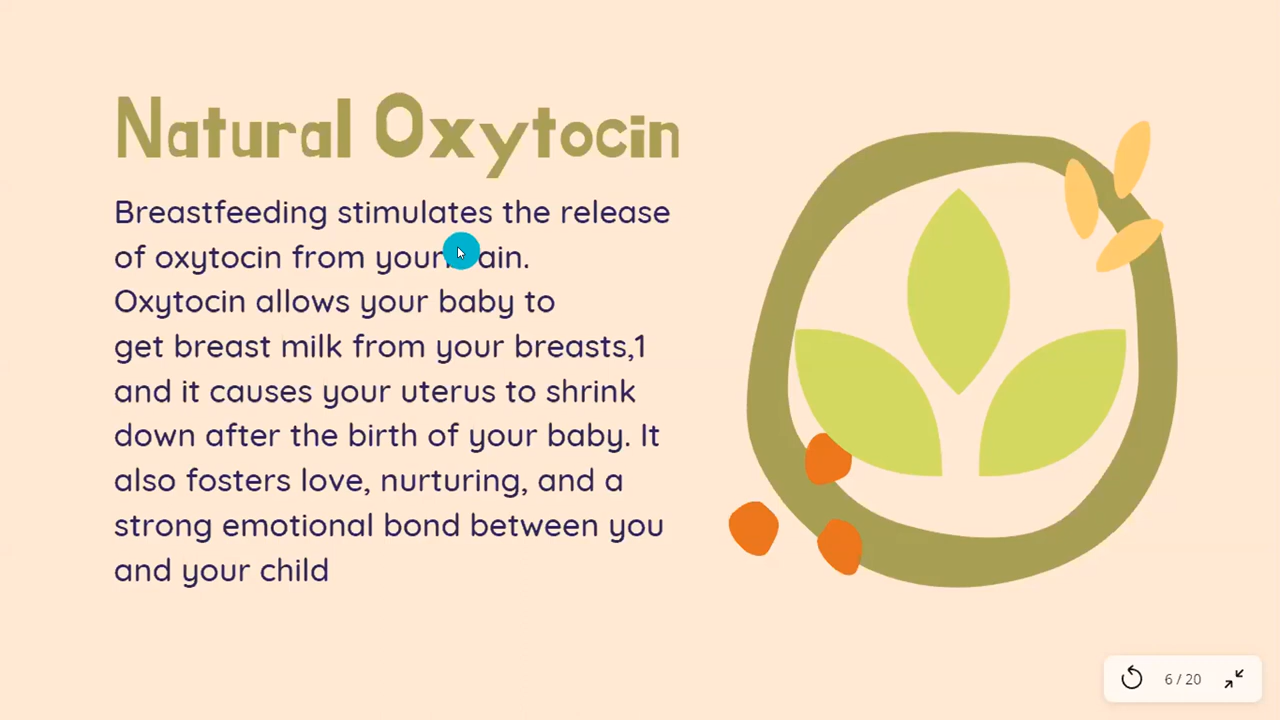 Natural Oxytocin
Breastfeeding stimulates the release
of oxytocin from your ain.
Oxytocin allows your baby to
get breast milk from your breasts,1
and it causes your uterus to shrink
down after the birth of your baby. It
also fosters love, nurturing, and a
strong emotional bond between you
and your child
6 / 20